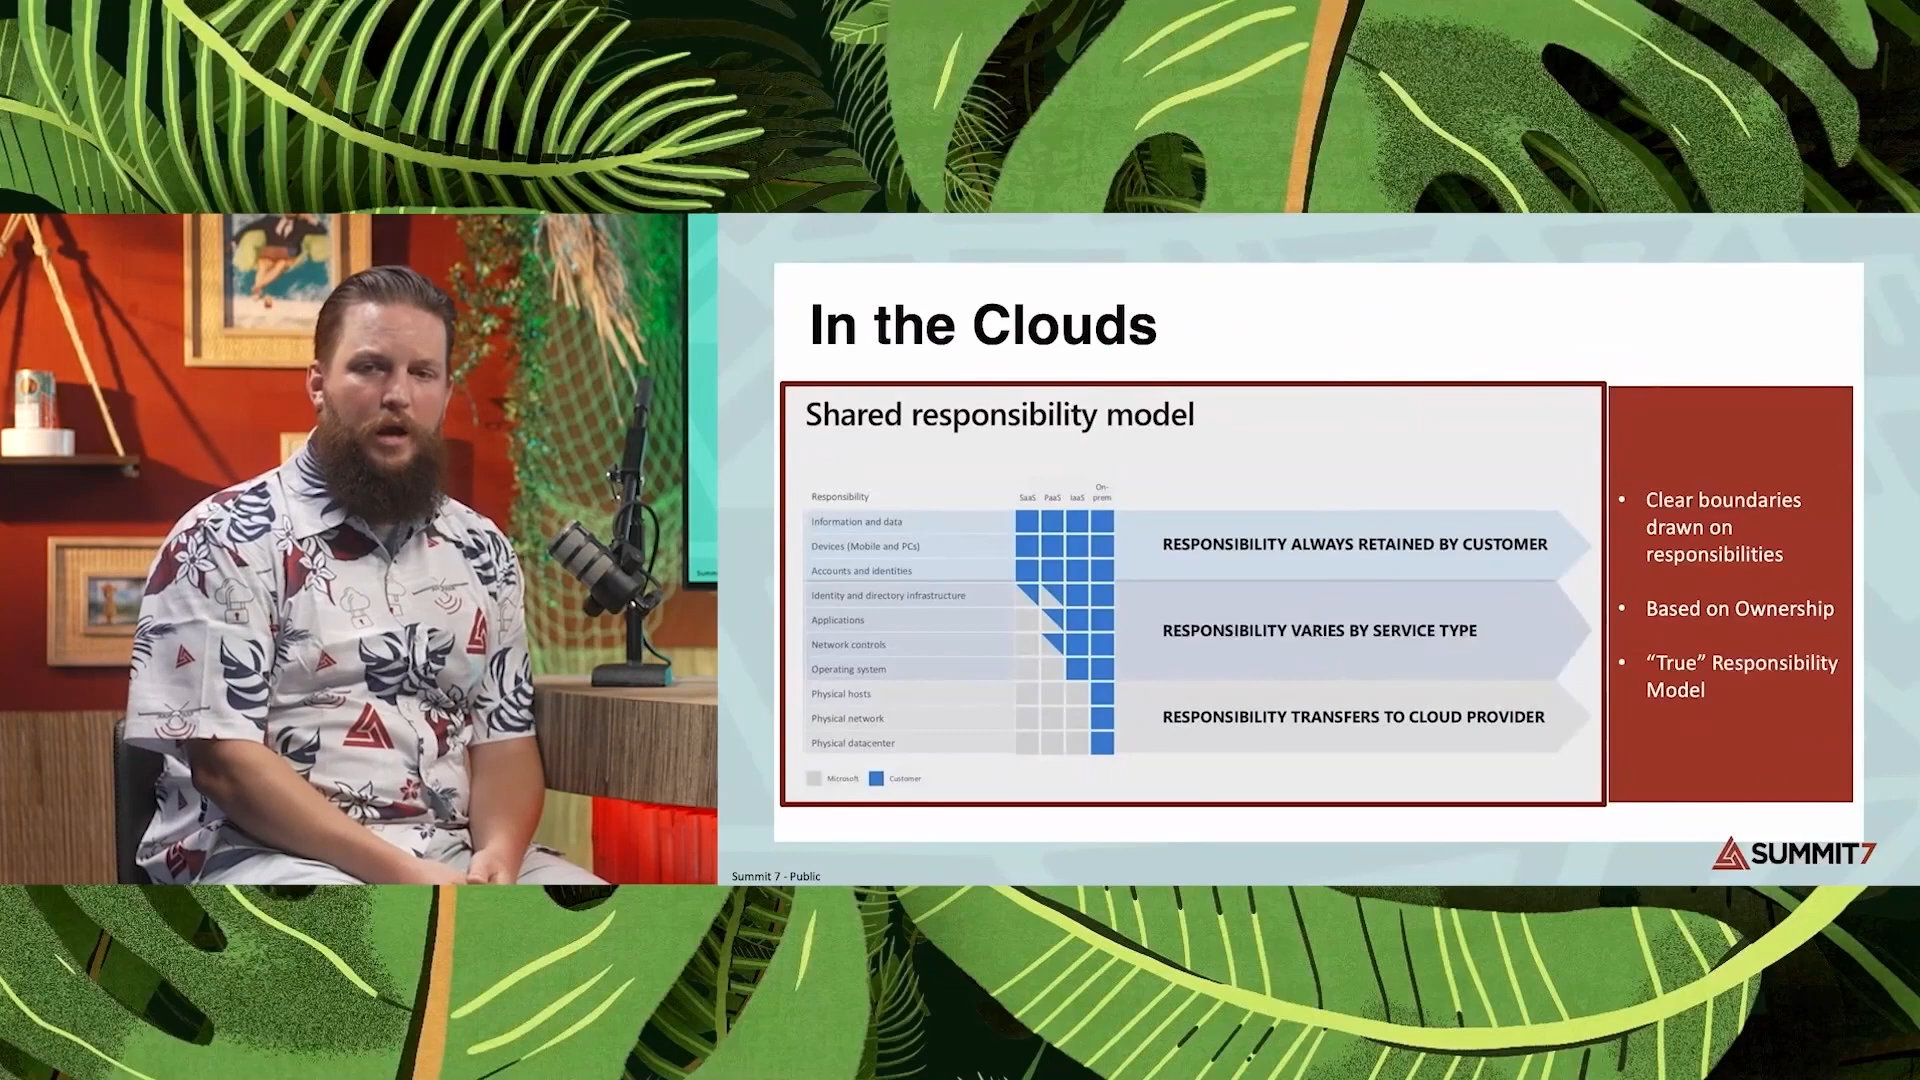 In the Clouds
Shared responsibility model
Responsibility
SaaS
PaaS
IaaS
On-
prem
Information and data
Devices (Mobile and PCs)
Accounts and identities
Identity and directory infrastructure
Applications
Network controls
Operating system
Physical hosts
Physical network
Physical datacenter
RESPONSIBILITY ALWAYS RETAINED BY CUSTOMER
RESPONSIBILITY VARIES BY SERVICE TYPE
RESPONSIBILITY TRANSFERS TO CLOUD PROVIDER
Microsoft
Customer
• Clear boundaries
drawn on
responsibilities
• Based on Ownership
• “True” Responsibility
Model
SUMMIT7
Summit 7 - Public